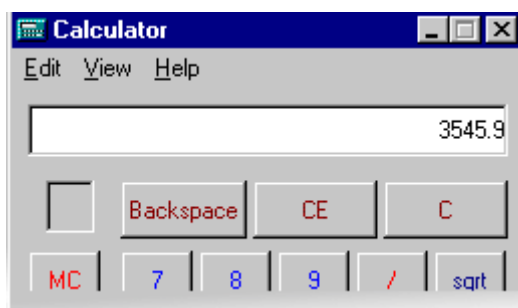 Calculator
Edit View Help
3545.9
Backspace CE C
MC 7 8 9 / sqrt